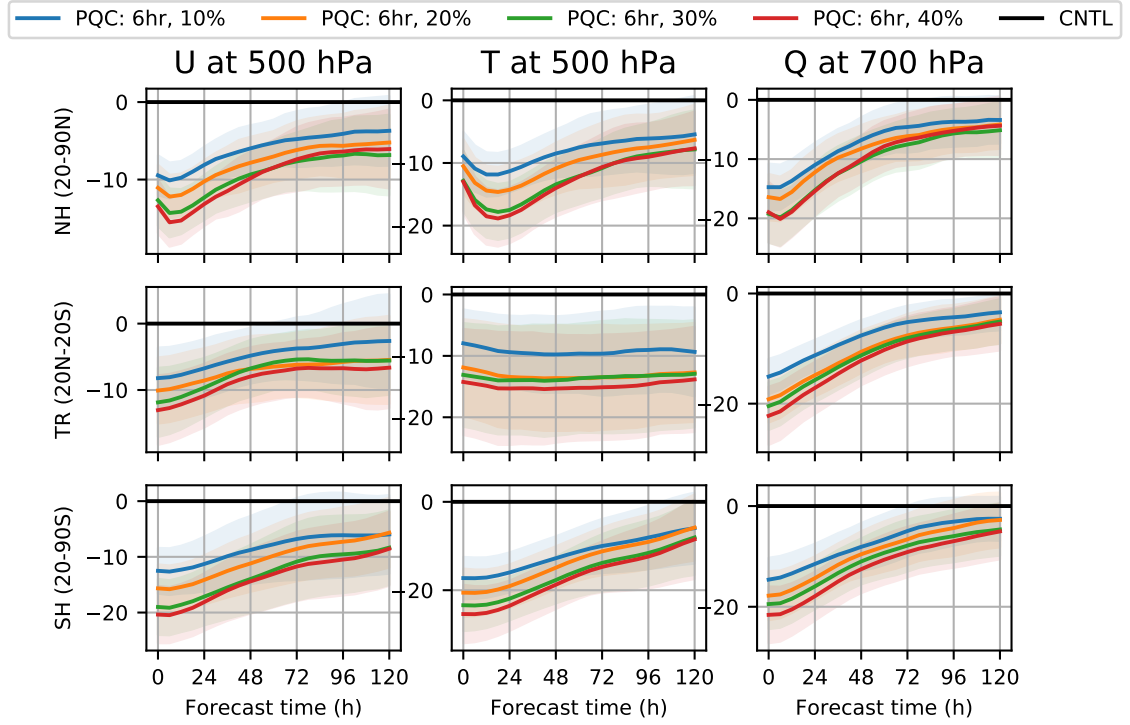 PQC: 6hr, 10% PQC: 6hr, 20% PQC: 6hr, 30% PQC: 6hr, 40% CNTL
U at 500 hPa T at 500 hPa Q at 700 hPa
NH (20-90N)
0 −10
0 −10 −20
0 −10 −20
TR (20N-20S)
0 −10
0 −10 −20
0 −20
SH (20-90S)
0 −10 −20
0 −20
0 −20
0 24 48 72 96 120 0 24 48 72 96 120 0 24 48 72 96 120
Forecast time (h) Forecast time (h) Forecast time (h)